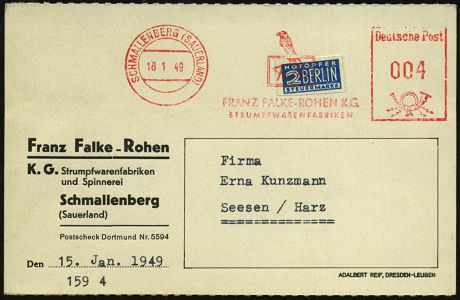 SCHMALLENBERG (SAUERLAND)
18 1 49
Deutsche Post
004
NOTOPFER
2 BERLIN
STEUERMARKE
FRANZ FALKE-ROHEN K.G.
STRUMPFWARENFABRIKEN
Franz Falke-Rohen
K. G. Strumpfwarenfabriken
und Spinnerei
Schmallenberg
(Sauerland)
Postscheck Dortmund Nr. 5594
Den 15. Jan. 1949
159 4
Firma
Erna Kunzmann
Seesen / Harz
ADALBERT REIF, DRESDEN-LEUBEN